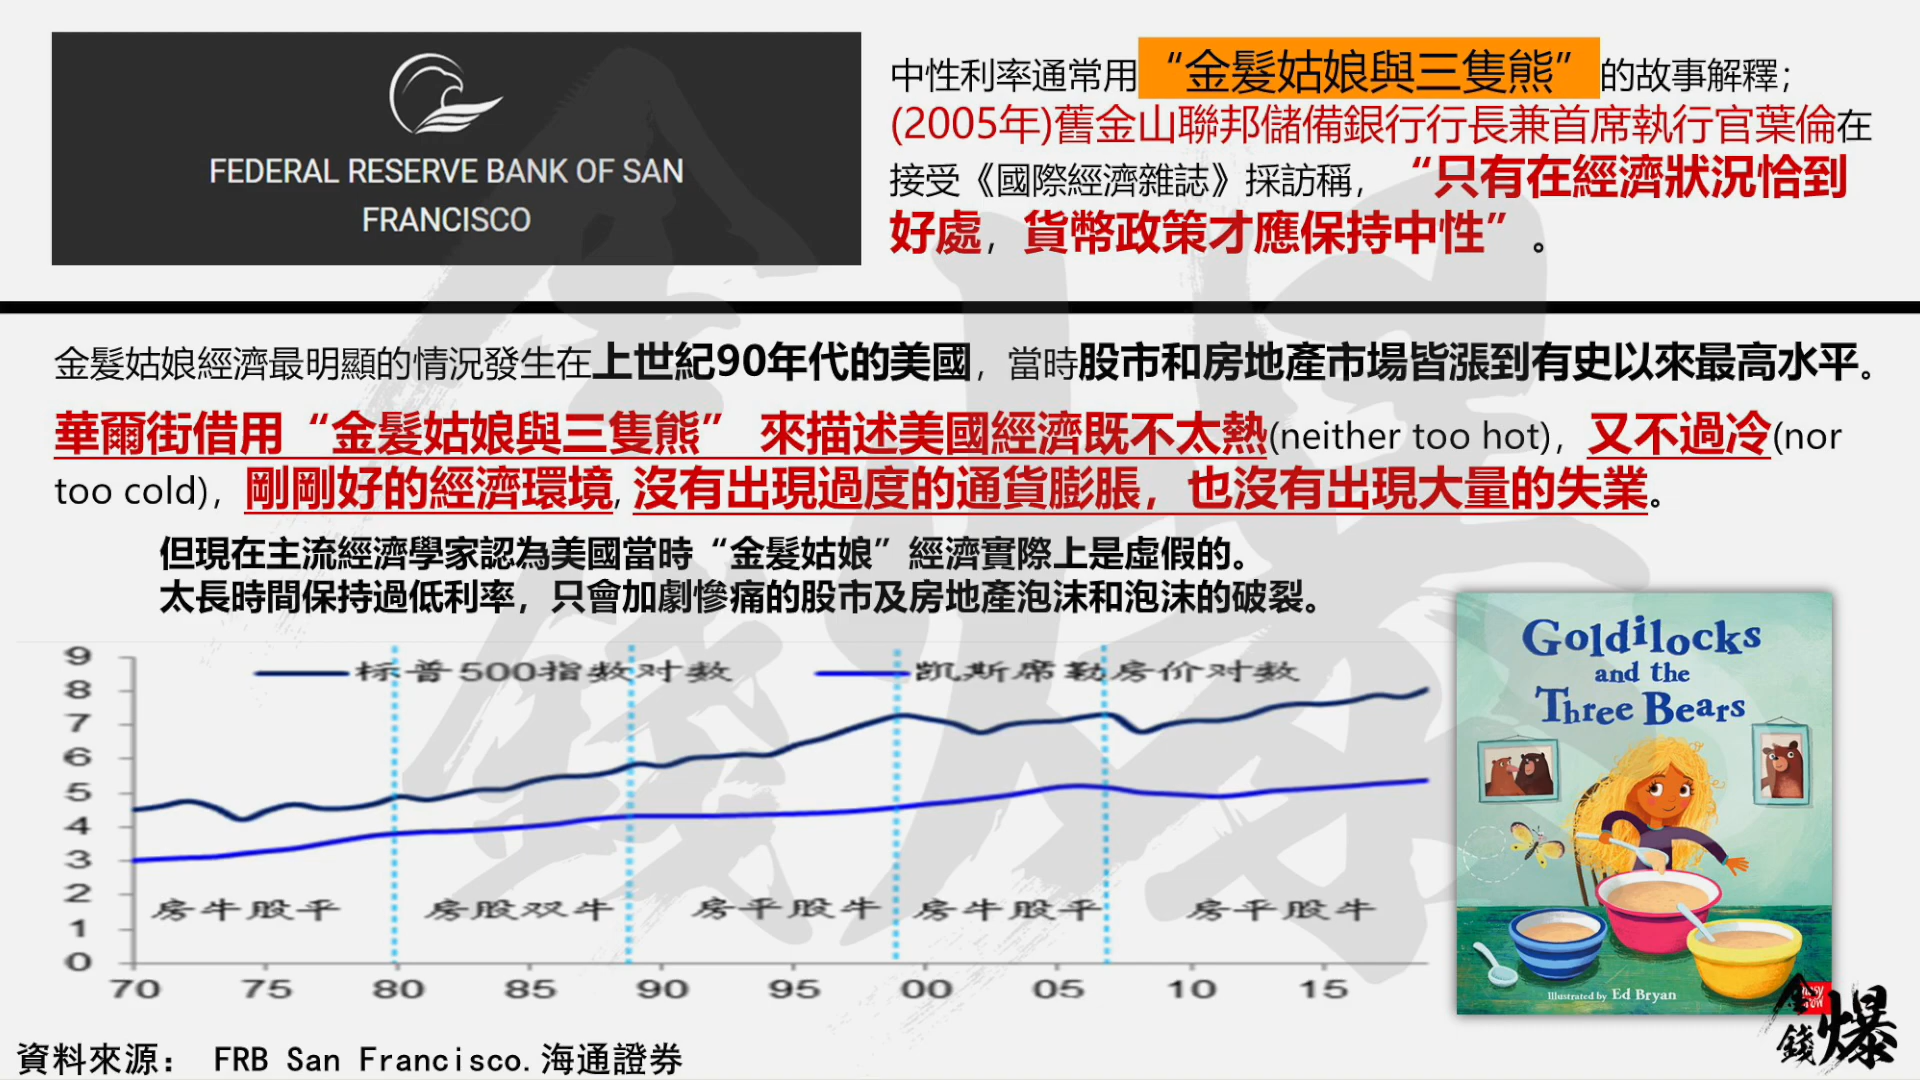 FEDERAL RESERVE BANK OF SAN
FRANCISCO
中性利率通常用“金髮姑娘與三隻熊”的故事解釋；
(2005年)舊金山聯邦儲備銀行行長兼首席執行官葉倫在
接受《國際經濟雜誌》採訪稱，“只有在經濟狀況恰到
好處，貨幣政策才應保持中性”。
金髮姑娘經濟最明顯的情況發生在上世紀90年代的美國，當時股市和房地產市場皆漲到有史以來最高水平。
華爾街借用“金髮姑娘與三隻熊” 來描述美國經濟既不太熱(neither too hot)，又不過冷(nor
too cold)，剛剛好的經濟環境,沒有出現過度的通貨膨脹，也沒有出現大量的失業。
但現在主流經濟學家認為美國當時“金髮姑娘”經濟實際上是虛假的。
太長時間保持過低利率，只會加劇慘痛的股市及房地產泡沫和泡沫的破裂。
标普500指数对数 凯斯席勒房价对数
9
8
7
6
5
4
3
2
1
0
房牛股平 房股双牛 房平股牛 房牛股平 房平股牛
70 75 80 85 90 95 00 05 10 15
Goldilocks
and the
Three Bears
Illustrated by Ed Bryan
金錢爆
資料來源： FRB San Francisco.海通證券